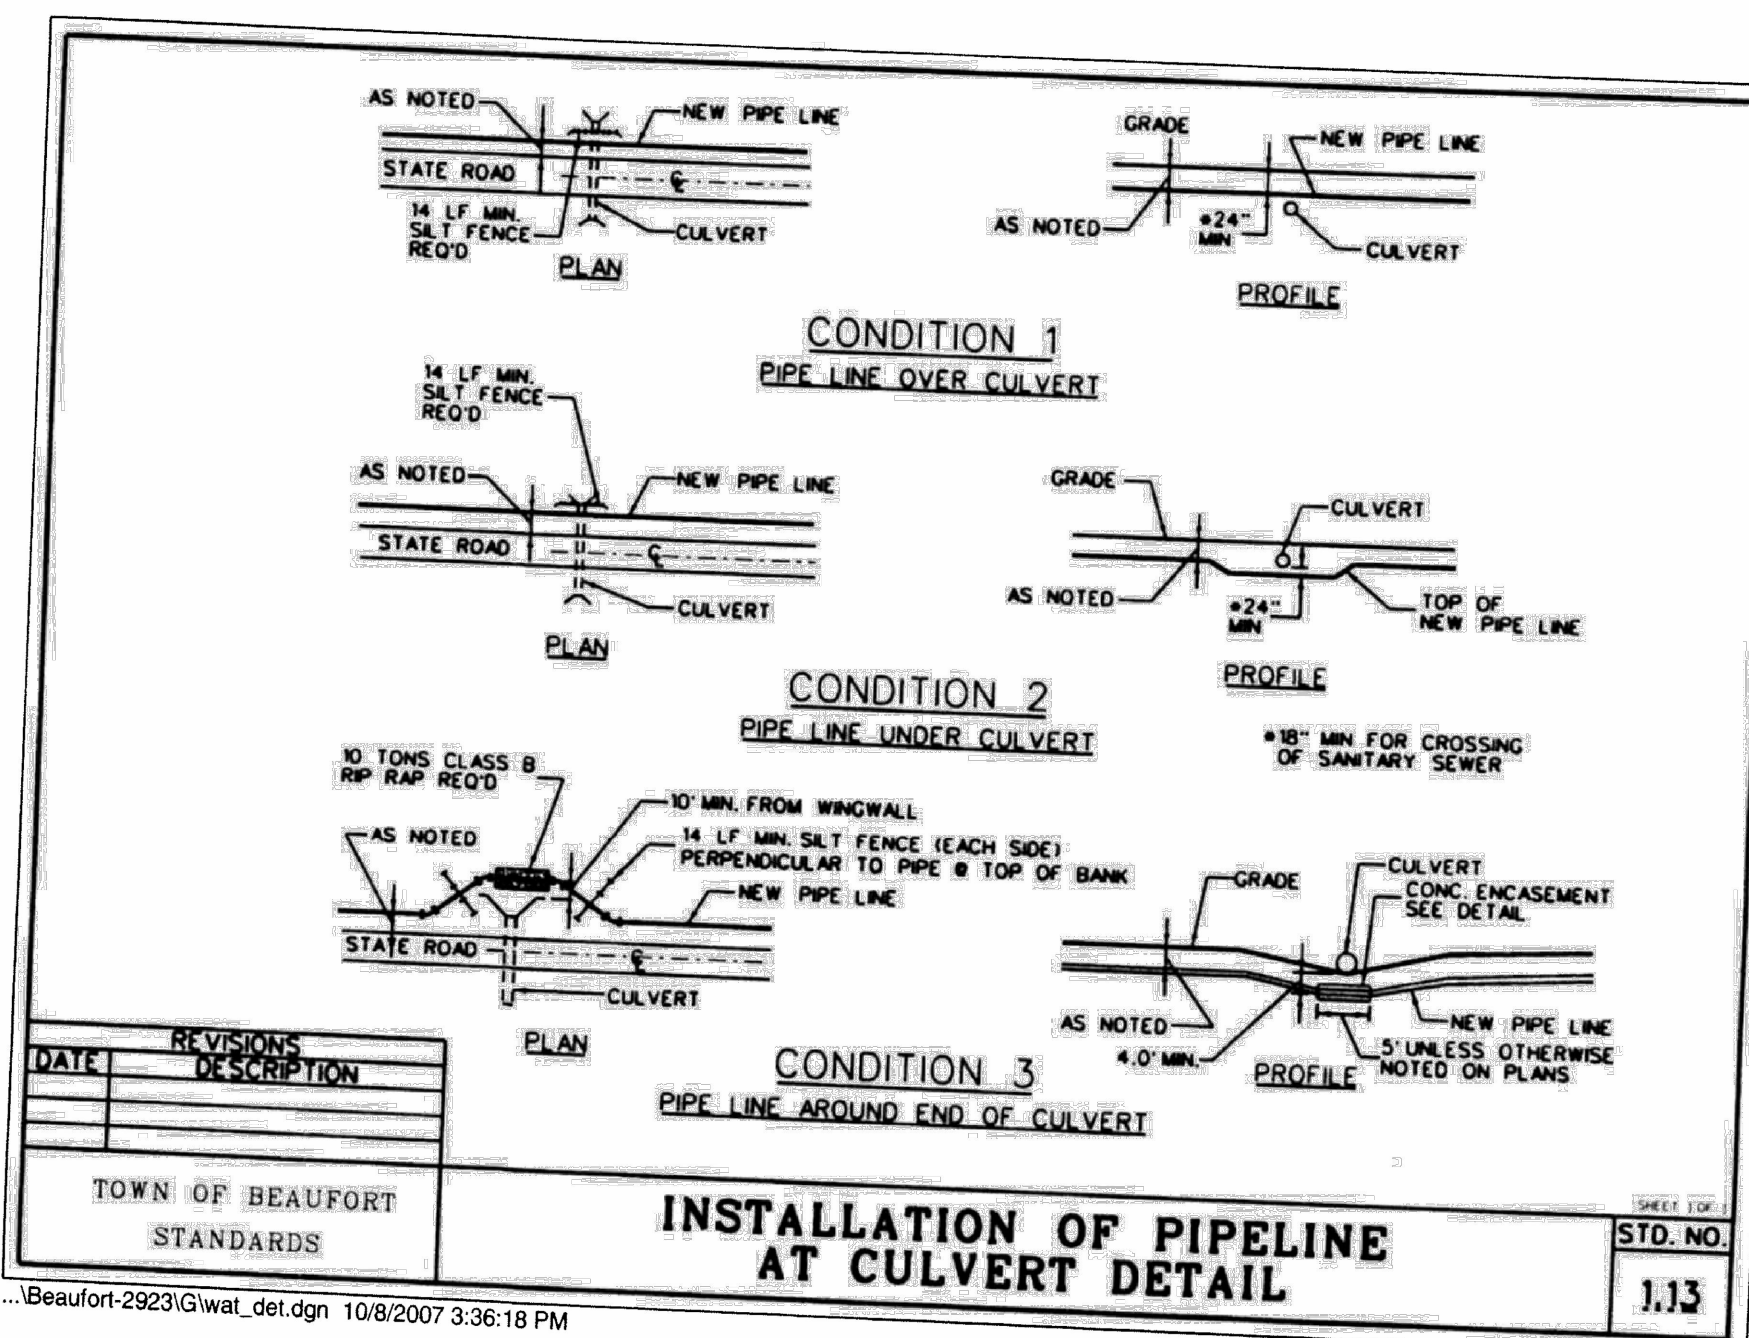 AS NOTED
NEW PIPE LINE
STATE ROAD
℄
14 LF MIN.
SILT FENCE
REQ'D
CULVERT
PLAN
GRADE
NEW PIPE LINE
AS NOTED
*24"
MIN
CULVERT
PROFILE
CONDITION 1
PIPE LINE OVER CULVERT
14 LF MIN.
SILT FENCE
REQ'D
AS NOTED
NEW PIPE LINE
STATE ROAD
℄
CULVERT
PLAN
GRADE
CULVERT
AS NOTED
*24"
MIN
TOP OF
NEW PIPE LINE
PROFILE
CONDITION 2
PIPE LINE UNDER CULVERT
*18" MIN FOR CROSSING
OF SANITARY SEWER
10 TONS CLASS B
RIP RAP REQ'D
10' MIN. FROM WINGWALL
AS NOTED
14 LF MIN. SILT FENCE (EACH SIDE)
PERPENDICULAR TO PIPE @ TOP OF BANK
NEW PIPE LINE
STATE ROAD
℄
CULVERT
PLAN
GRADE
CULVERT
CONC. ENCASEMENT
SEE DETAIL
AS NOTED
4.0' MIN.
NEW PIPE LINE
5' UNLESS OTHERWISE
NOTED ON PLANS
PROFILE
CONDITION 3
PIPE LINE AROUND END OF CULVERT
REVISIONS
DATE DESCRIPTION
TOWN OF BEAUFORT
STANDARDS
INSTALLATION OF PIPELINE
AT CULVERT DETAIL
SHEET 1 OF 1
STD. NO.
1.13
...\Beaufort-2923\G\wat_det.dgn 10/8/2007 3:36:18 PM